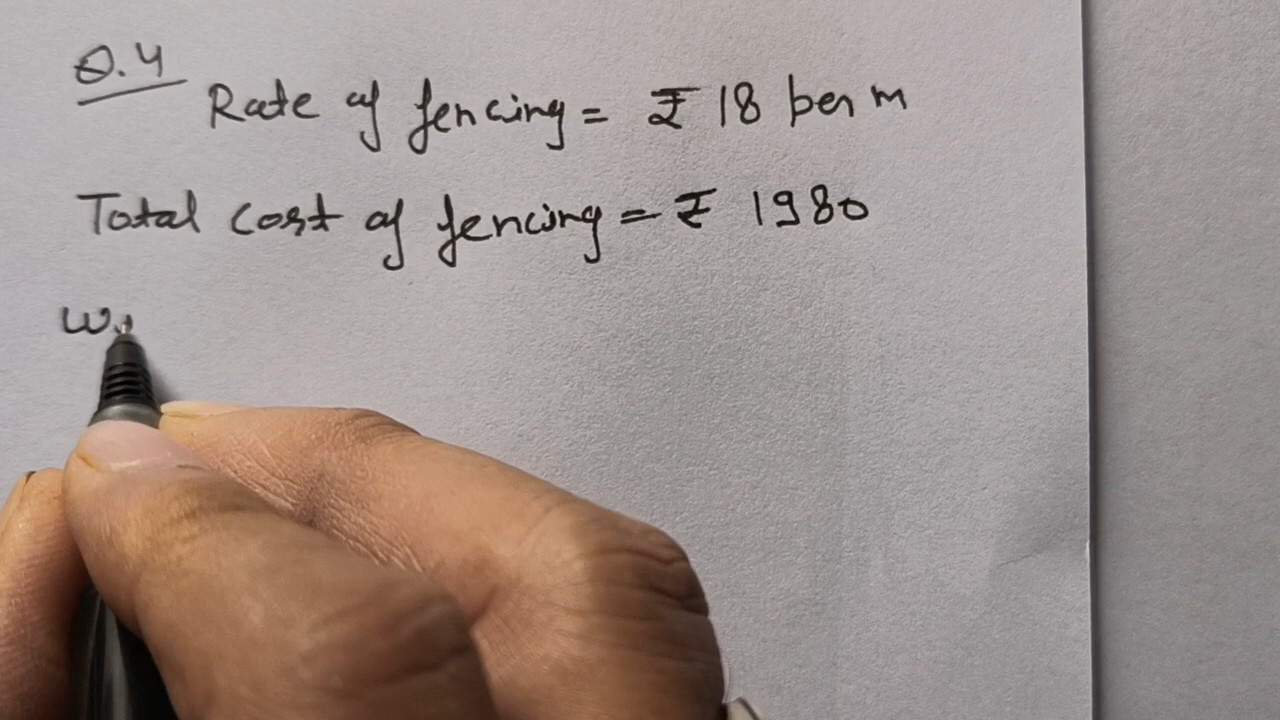 Q.4
Rate of fencing = ₹ 18 per m
Total cost of fencing = ₹ 1980
W